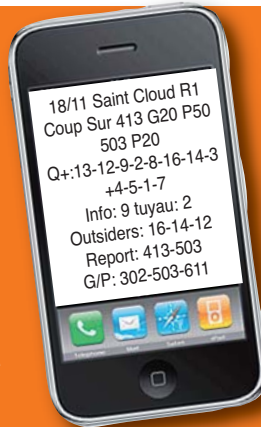 18/11 Saint Cloud R1
Coup Sur 413 G20 P50
503 P20
Q+:13-12-9-2-8-16-14-3
+4-5-1-7
Info: 9 tuyau: 2
Outsiders: 16-14-12
Report: 413-503
G/P: 302-503-611